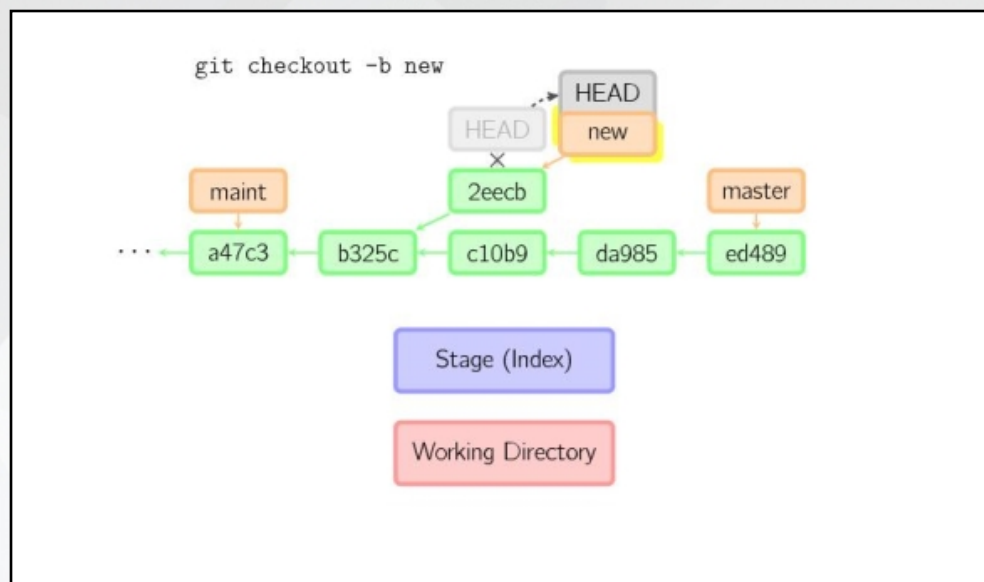 git checkout -b new
HEAD
HEAD
new
maint
2eecb
master
...
a47c3
b325c
c10b9
da985
ed489
Stage (Index)
Working Directory